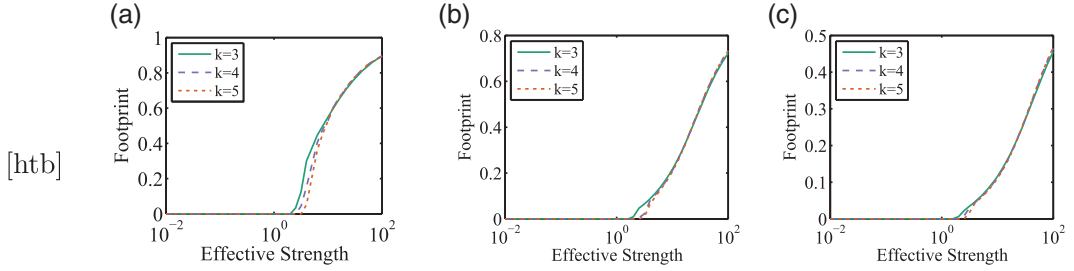 [htb]
(a)
Footprint
1
0.8
0.6
0.4
0.2
0
k=3
k=4
k=5
10^-2
10^0
10^2
Effective Strength
(b)
Footprint
0.8
0.6
0.4
0.2
0
k=3
k=4
k=5
10^-2
10^0
10^2
Effective Strength
(c)
Footprint
0.5
0.4
0.3
0.2
0.1
0
k=3
k=4
k=5
10^-2
10^0
10^2
Effective Strength